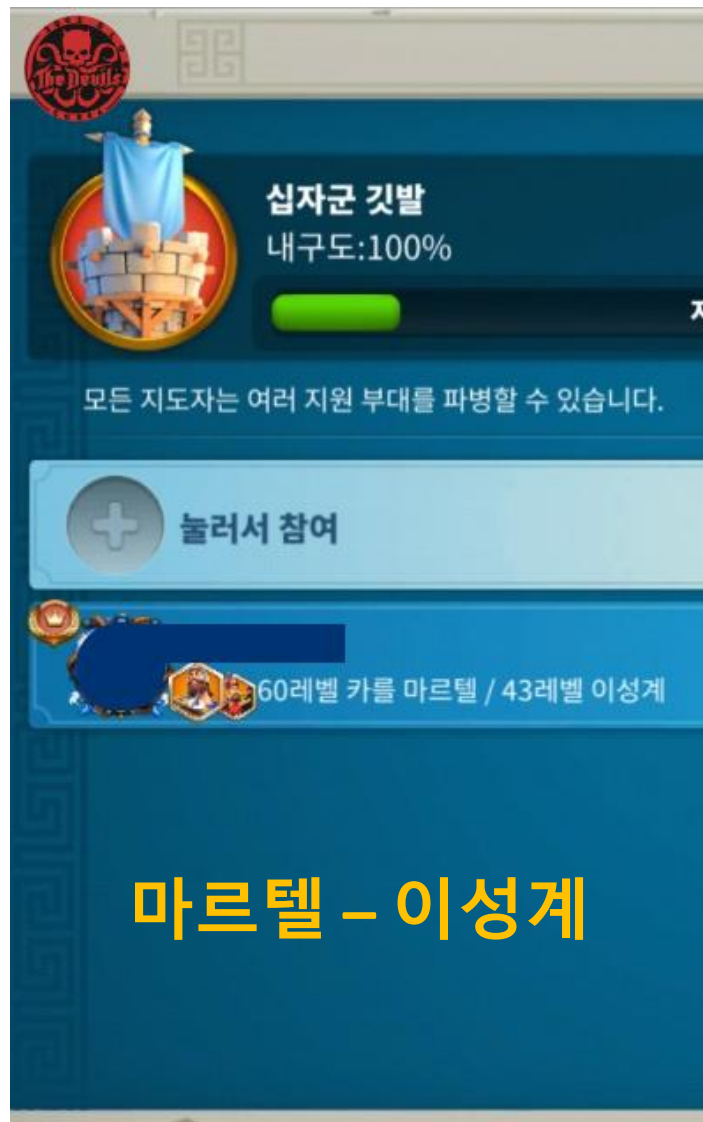 The Devils
십자군 깃발
내구도:100%
모든 지도자는 여러 지원 부대를 파병할 수 있습니다.
눌러서 참여
60레벨 카를 마르텔 / 43레벨 이성계
마르텔 – 이성계